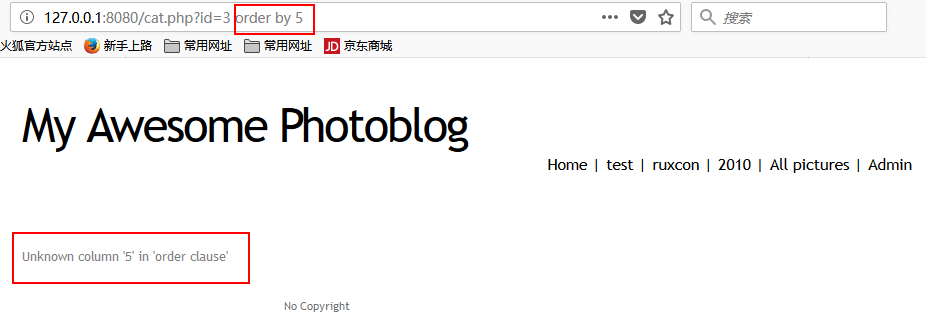 127.0.0.1:8080/cat.php?id=3 order by 5
搜索
火狐官方站点 新手上路 常用网址 常用网址 JD 京东商城
My Awesome Photoblog
Home | test | ruxcon | 2010 | All pictures | Admin
Unknown column '5' in 'order clause'
No Copyright